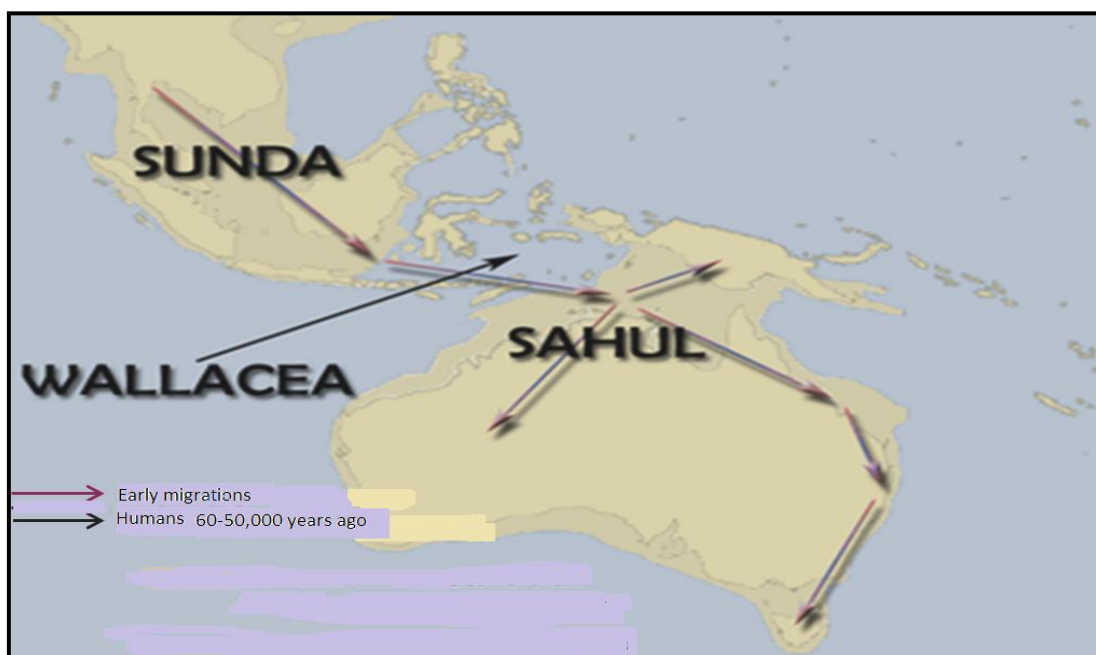 SUNDA
SAHUL
WALLACEA
Early migrations
Humans 60-50,000 years ago